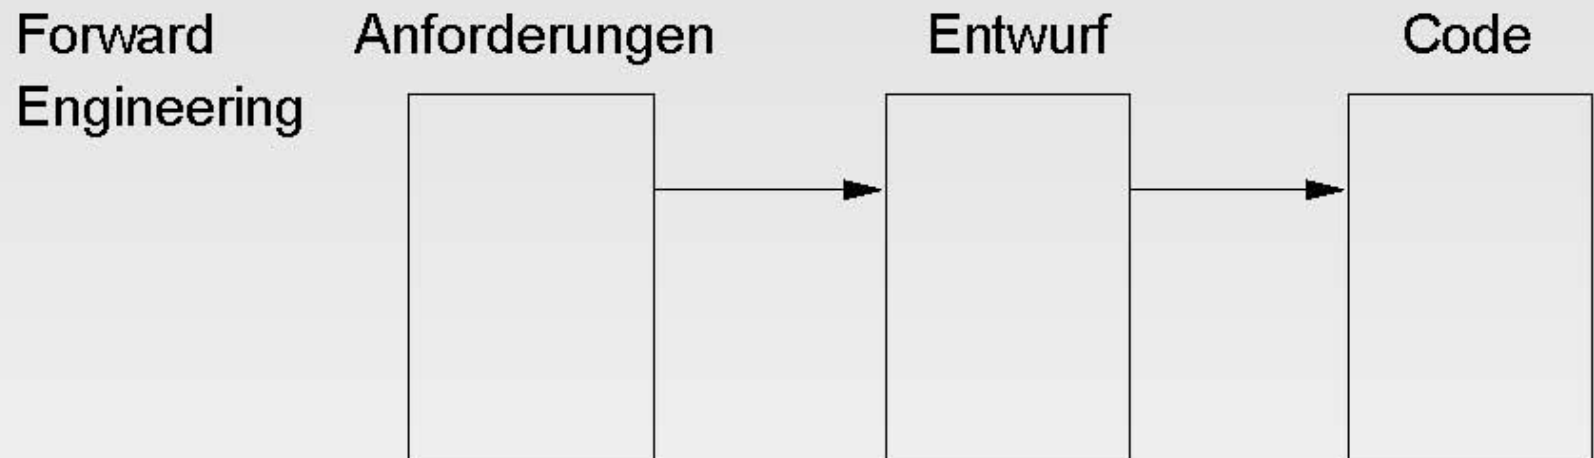 Forward
Engineering
Anforderungen
Entwurf
Code